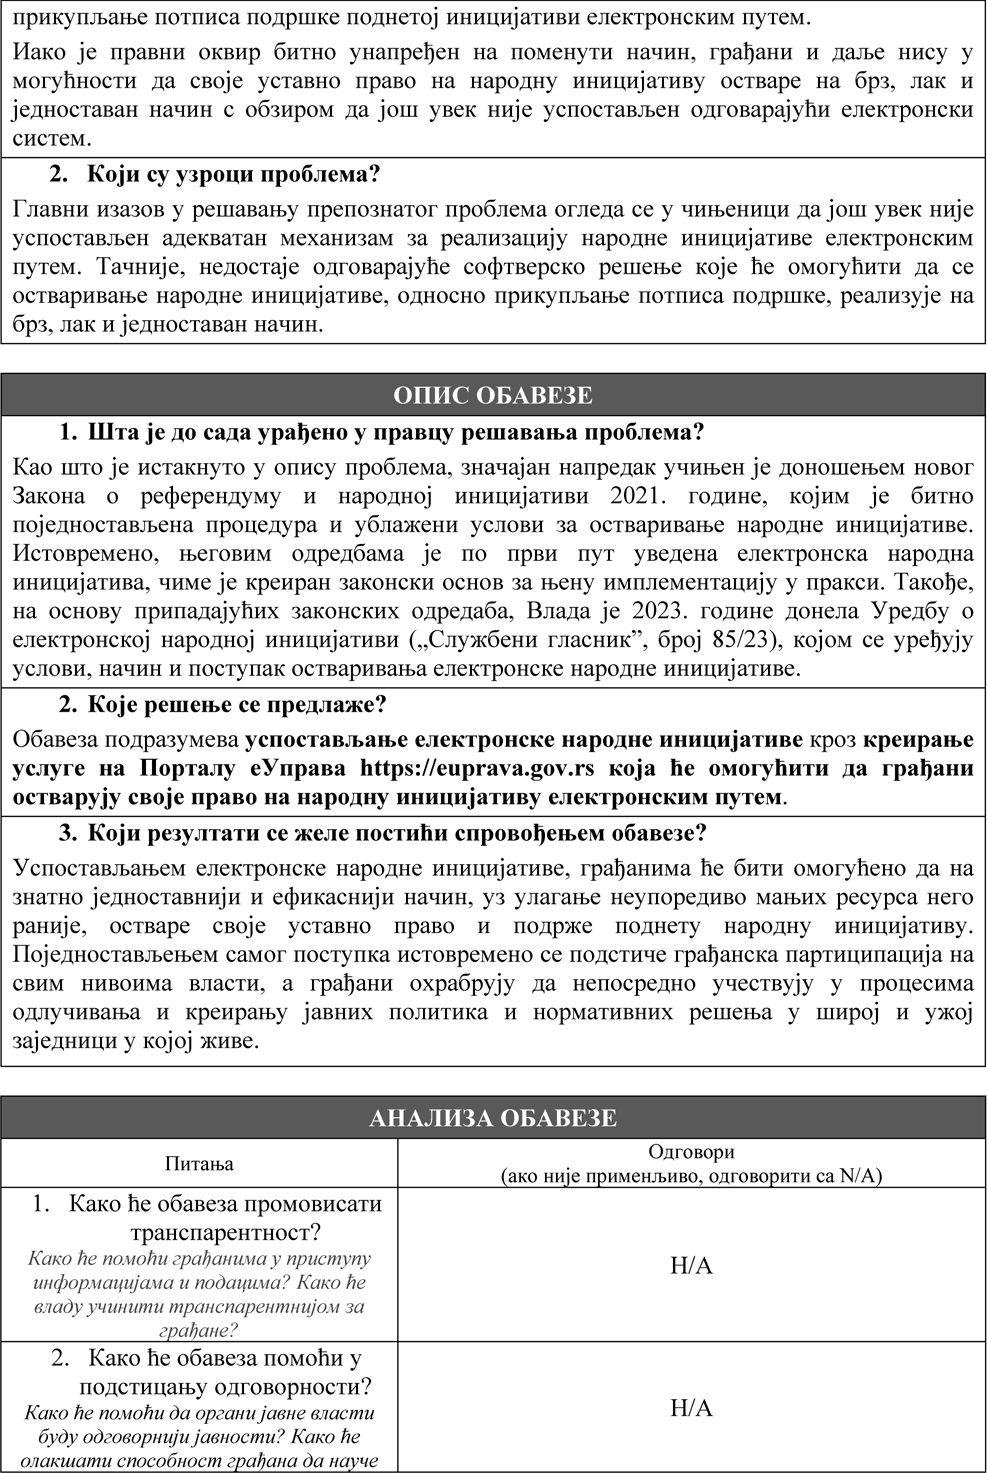 прикупљање потписа подршке поднетој иницијативи електронским путем.
Иако је правни оквир битно унапређен на поменути начин, грађани и даље нису у
могућности да своје уставно право на народну иницијативу остваре на брз, лак и
једноставан начин с обзиром да још увек није успостављен одговарајући електронски
систем.
2. Који су узроци проблема?
Главни изазов у решавању препознатог проблема огледа се у чињеници да још увек није
успостављен адекватан механизам за реализацију народне иницијативе електронским
путем. Тачније, недостаје одговарајуће софтверско решење које ће омогућити да се
остваривање народне иницијативе, односно прикупљање потписа подршке, реализује на
брз, лак и једноставан начин.
ОПИС ОБАВЕЗЕ
1. Шта је до сада урађено у правцу решавања проблема?
Као што је истакнуто у опису проблема, значајан напредак учињен је доношењем новог
Закона о референдуму и народној иницијативи 2021. године, којим је битно
поједностављена процедура и ублажени услови за остваривање народне иницијативе.
Истовремено, његовим одредбама је по први пут уведена електронска народна
иницијатива, чиме је креиран законски основ за њену имплементацију у пракси. Такође,
на основу припадајућих законских одредаба, Влада је 2023. године донела Уредбу о
електронској народној иницијативи („Службени гласник”, број 85/23), којом се уређују
услови, начин и поступак остваривања електронске народне иницијативе.
2. Које решење се предлаже?
Обавеза подразумева успостављање електронске народне иницијативе кроз креирање
услуге на Порталу еУправа https://euprava.gov.rs која ће омогућити да грађани
остварују своје право на народну иницијативу електронским путем.
3. Који резултати се желе постићи спровођењем обавезе?
Успостављањем електронске народне иницијативе, грађанима ће бити омогућено да на
знатно једноставнији и ефикаснији начин, уз улагање неупоредиво мањих ресурса него
раније, остваре своје уставно право и подрже поднету народну иницијативу.
Поједностављењем самог поступка истовремено се подстиче грађанска партиципација на
свим нивоима власти, а грађани охрабрују да непосредно учествују у процесима
одлучивања и креирању јавних политика и нормативних решења у широј и ужој
заједници у којој живе.
АНАЛИЗА ОБАВЕЗЕ
Питања
Одговори
(ако није применљиво, одговорити са N/A)
1. Како ће обавеза промовисати
транспарентност?
Како ће помоћи грађанима у приступу
информацијама и подацима? Како ће
владу учинити транспарентнијом за
грађане?
Н/А
2. Како ће обавеза помоћи у
подстицању одговорности?
Како ће помоћи да органи јавне власти
буду одговорнији јавности? Како ће
олакшати способност грађана да науче
Н/А